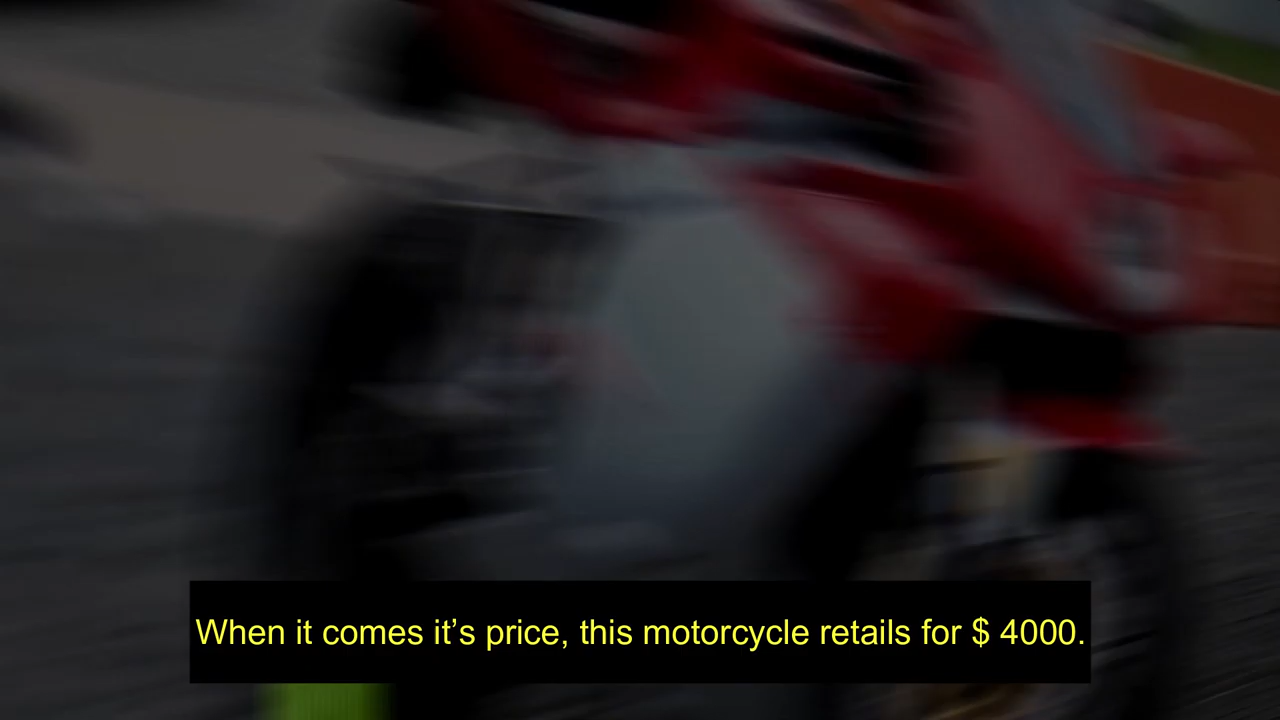 When it comes it’s price, this motorcycle retails for $ 4000.